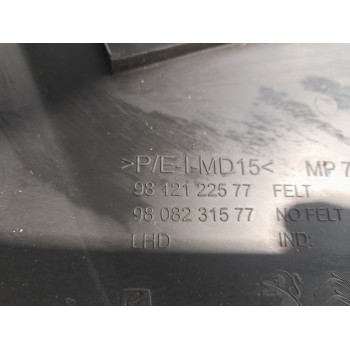 >P/E-I-MD15< MP 7
98 121 225 77 FELT
98 082 315 77 NO FELT
LHD IND: